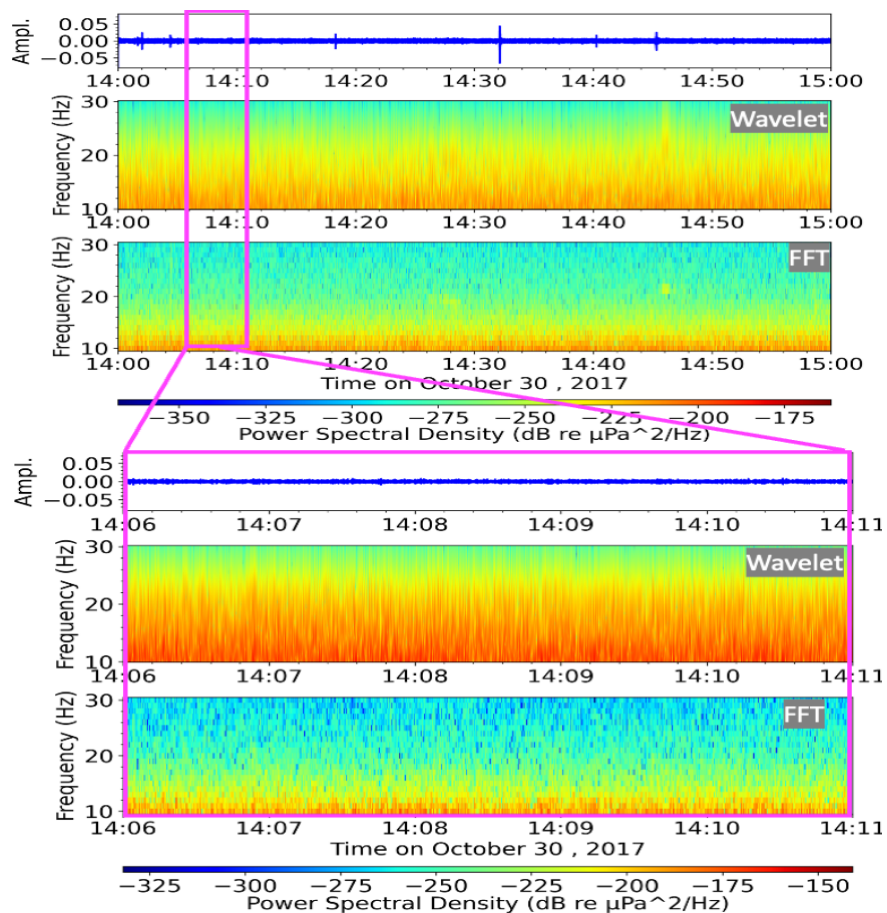 Ampl.
0.05
0.00
−0.05
14:00 14:10 14:20 14:30 14:40 14:50 15:00
Frequency (Hz)
30
20
10
Wavelet
14:00 14:10 14:20 14:30 14:40 14:50 15:00
Frequency (Hz)
30
20
10
FFT
14:00 14:10 14:20 14:30 14:40 14:50 15:00
Time on October 30 , 2017
−350 −325 −300 −275 −250 −225 −200 −175
Power Spectral Density (dB re µPa^2/Hz)
Ampl.
0.05
0.00
−0.05
14:06 14:07 14:08 14:09 14:10 14:11
Frequency (Hz)
30
20
10
Wavelet
14:06 14:07 14:08 14:09 14:10 14:11
Frequency (Hz)
30
20
10
FFT
14:06 14:07 14:08 14:09 14:10 14:11
Time on October 30 , 2017
−325 −300 −275 −250 −225 −200 −175 −150
Power Spectral Density (dB re µPa^2/Hz)